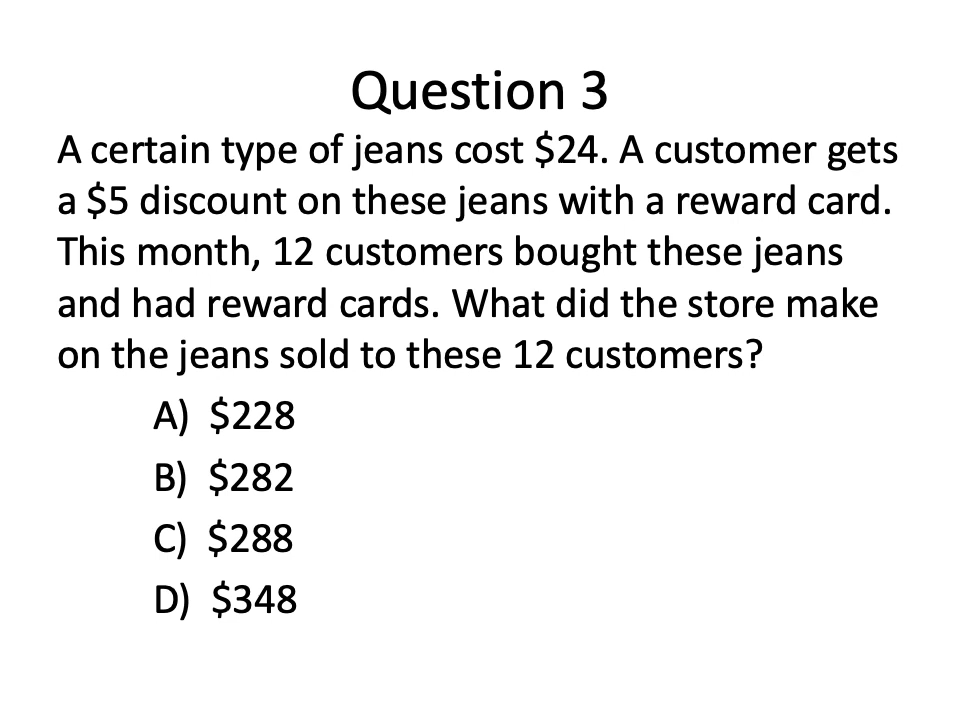 Question 3
A certain type of jeans cost $24. A customer gets
a $5 discount on these jeans with a reward card.
This month, 12 customers bought these jeans
and had reward cards. What did the store make
on the jeans sold to these 12 customers?
A) $228
B) $282
C) $288
D) $348